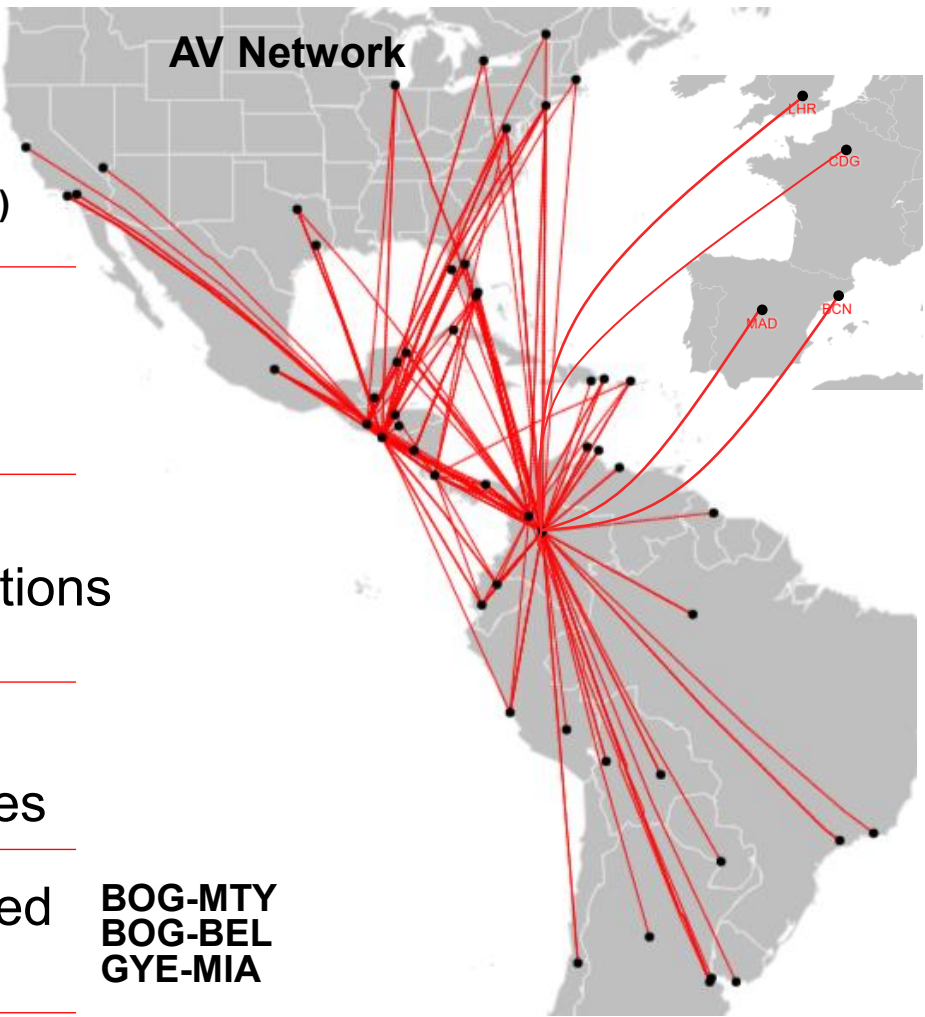 AV Network
)
LHR
CDG
MAD
BCN
tions
es
ed
BOG-MTY
BOG-BEL
GYE-MIA